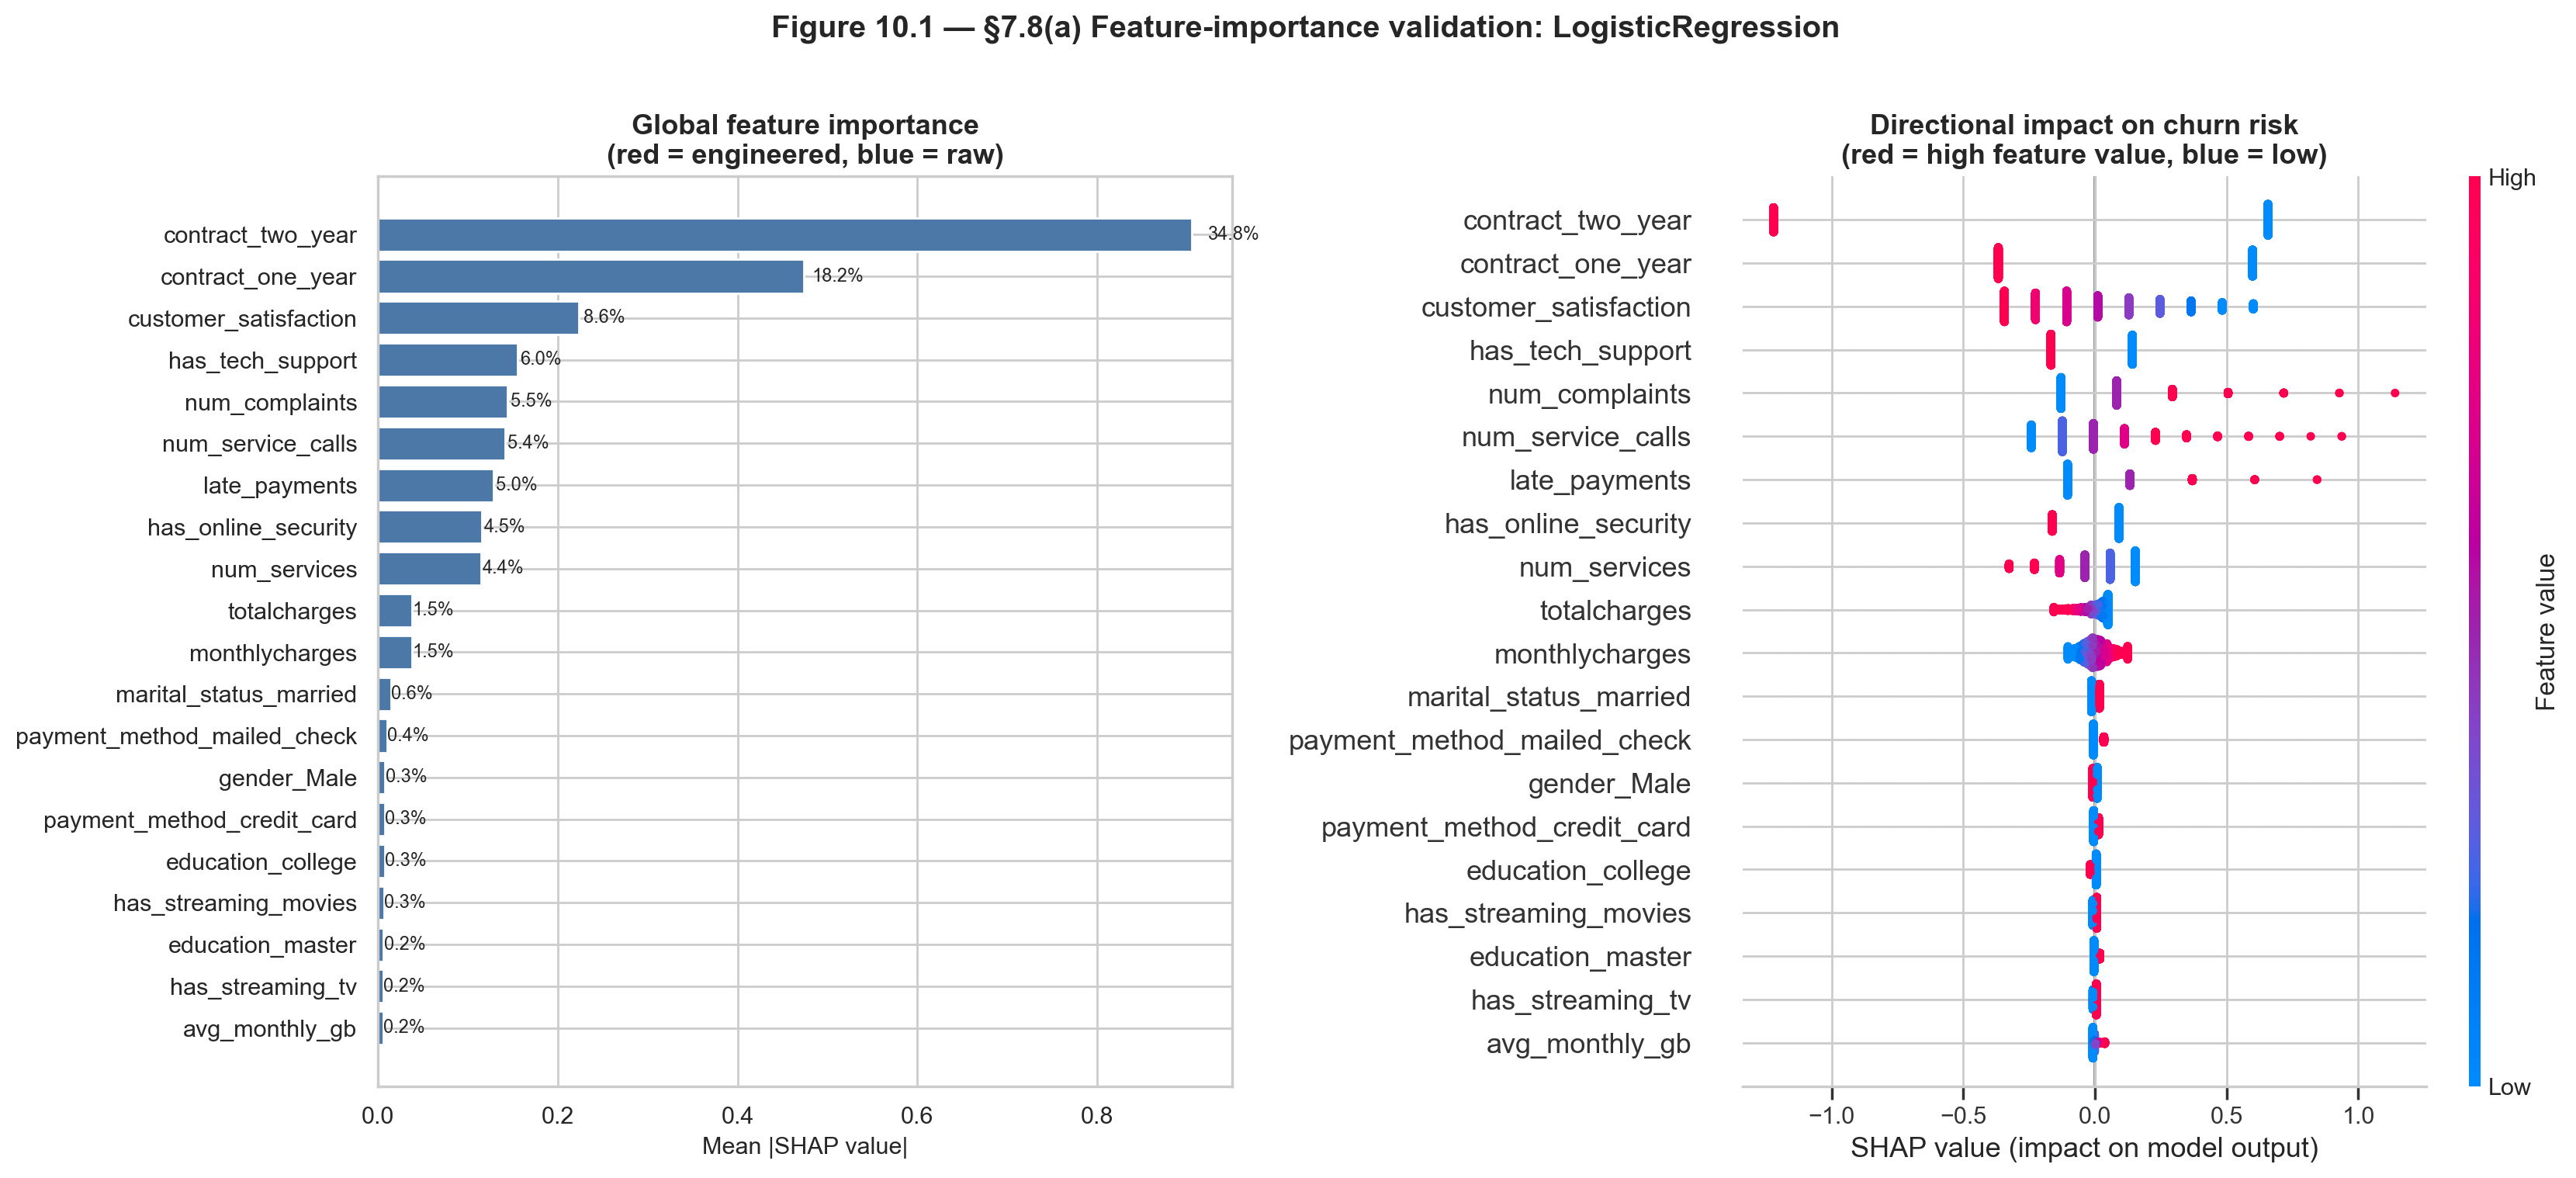 Figure 10.1 — §7.8(a) Feature-importance validation: LogisticRegression
Global feature importance
(red = engineered, blue = raw)
contract_two_year 34.8%
contract_one_year 18.2%
customer_satisfaction 8.6%
has_tech_support 6.0%
num_complaints 5.5%
num_service_calls 5.4%
late_payments 5.0%
has_online_security 4.5%
num_services 4.4%
totalcharges 1.5%
monthlycharges 1.5%
marital_status_married 0.6%
payment_method_mailed_check 0.4%
gender_Male 0.3%
payment_method_credit_card 0.3%
education_college 0.3%
has_streaming_movies 0.3%
education_master 0.2%
has_streaming_tv 0.2%
avg_monthly_gb 0.2%
0.0 0.2 0.4 0.6 0.8
Mean |SHAP value|
Directional impact on churn risk
(red = high feature value, blue = low)
contract_two_year
contract_one_year
customer_satisfaction
has_tech_support
num_complaints
num_service_calls
late_payments
has_online_security
num_services
totalcharges
monthlycharges
marital_status_married
payment_method_mailed_check
gender_Male
payment_method_credit_card
education_college
has_streaming_movies
education_master
has_streaming_tv
avg_monthly_gb
−1.0 −0.5 0.0 0.5 1.0
SHAP value (impact on model output)
High
Feature value
Low